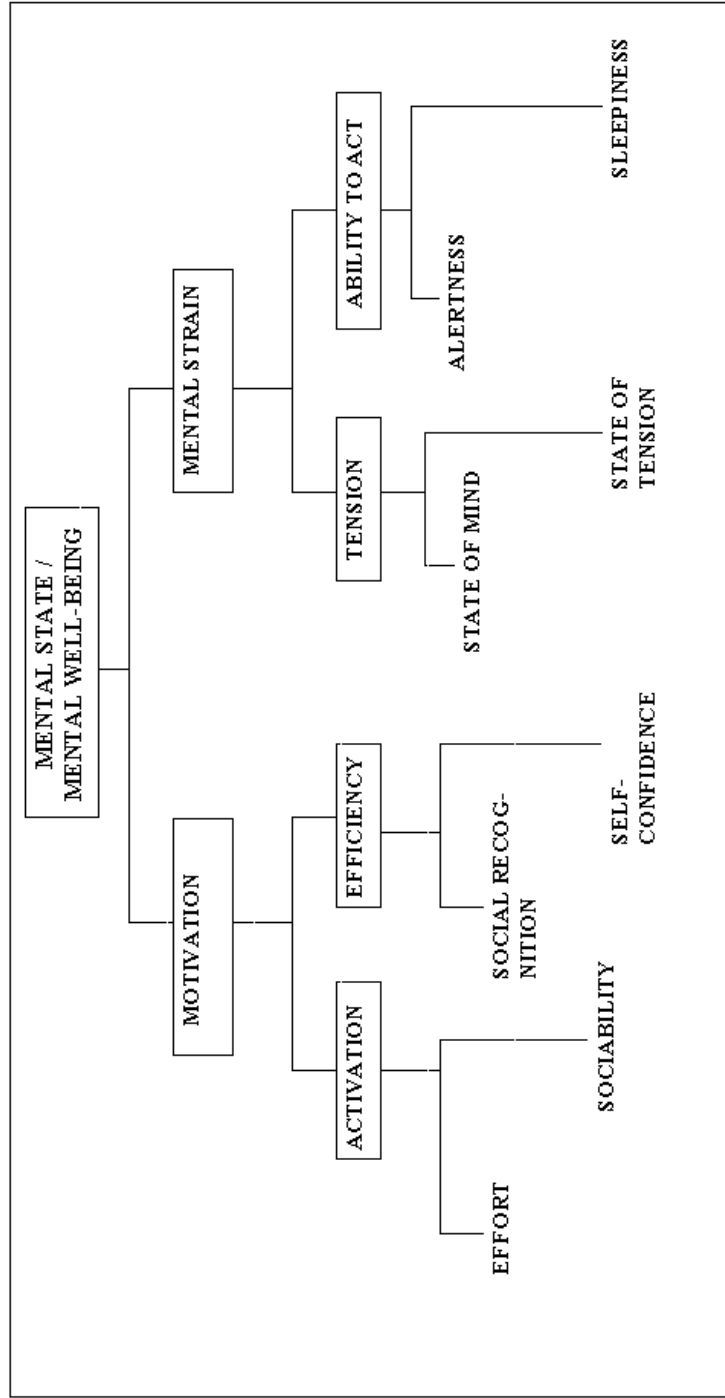 MENTAL STATE /
MENTAL WELL-BEING
MOTIVATION
MENTAL STRAIN
ACTIVATION
EFFICIENCY
TENSION
ABILITY TO ACT
EFFORT
SOCIABILITY
SOCIAL RECOG-
NITION
SELF-
CONFIDENCE
STATE OF MIND
STATE OF
TENSION
ALERTNESS
SLEEPINESS